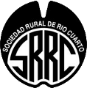 SOCIEDAD RURAL DE RIO CUARTO
SRRC